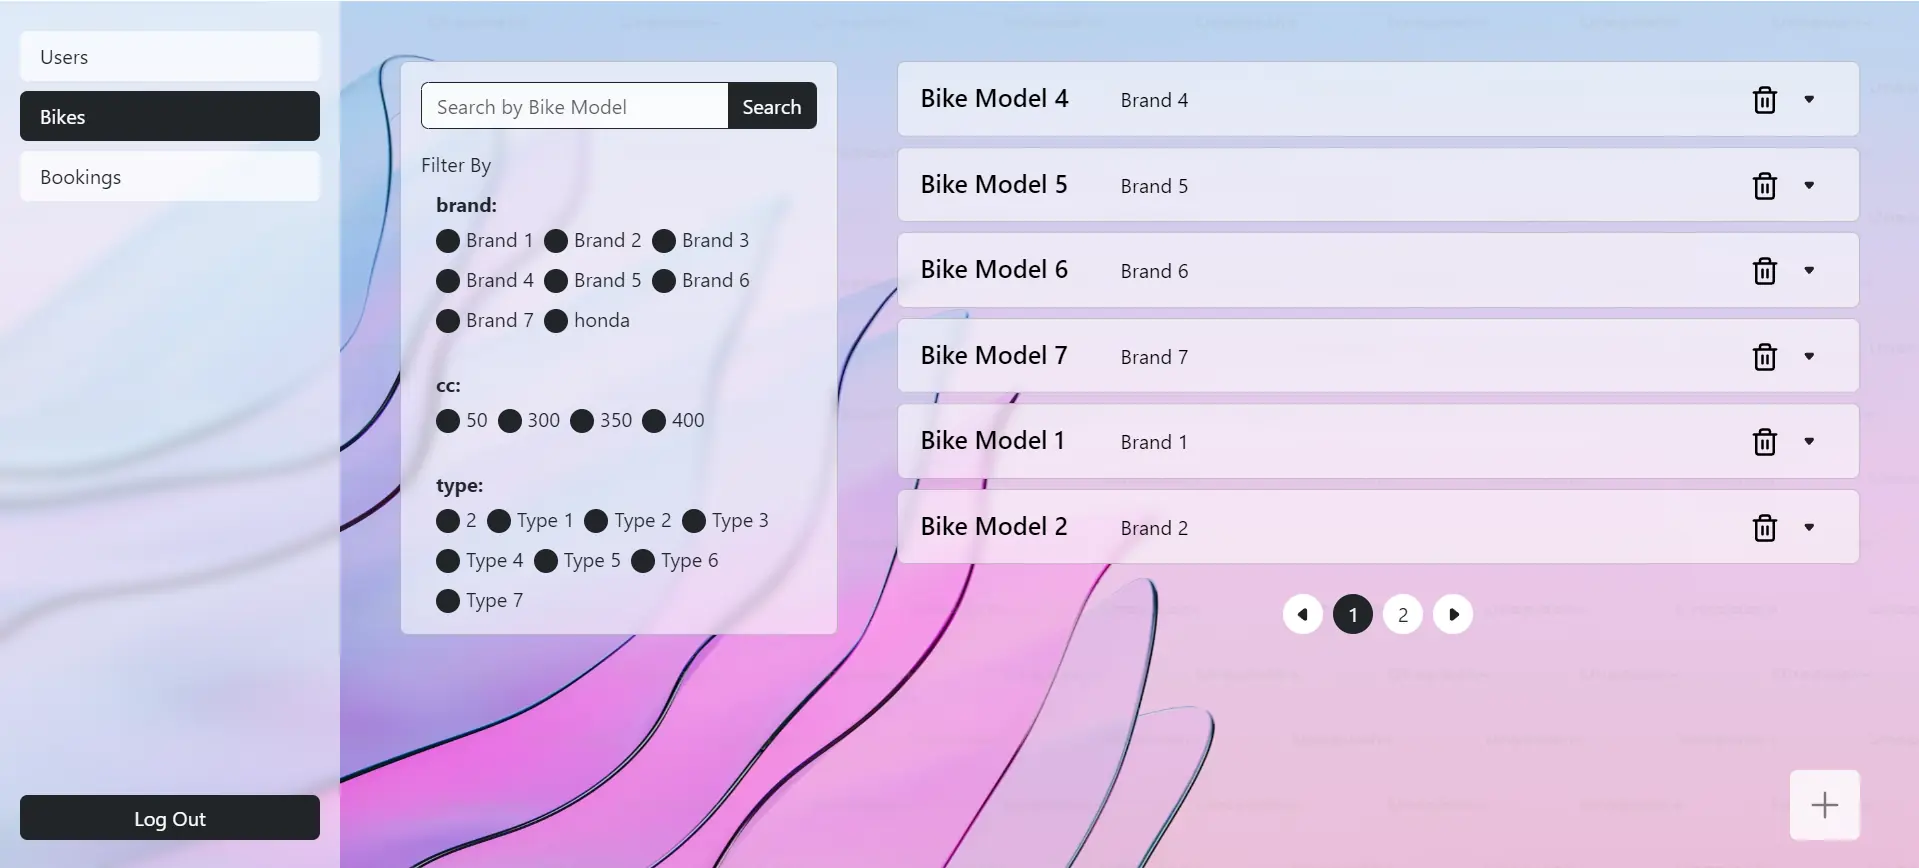 Users
Bikes
Bookings
Log Out
Search by Bike Model
Search
Filter By
brand:
Brand 1 Brand 2 Brand 3
Brand 4 Brand 5 Brand 6
Brand 7 honda
cc:
50 300 350 400
type:
2 Type 1 Type 2 Type 3
Type 4 Type 5 Type 6
Type 7
Bike Model 4 Brand 4
Bike Model 5 Brand 5
Bike Model 6 Brand 6
Bike Model 7 Brand 7
Bike Model 1 Brand 1
Bike Model 2 Brand 2
1 2